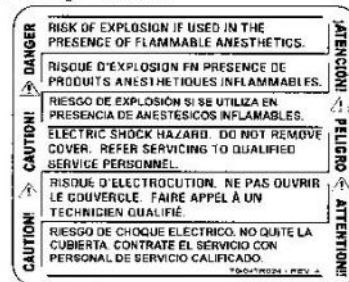 DANGER
RISK OF EXPLOSION IF USED IN THE
PRESENCE OF FLAMMABLE ANESTHETICS.
RISQUE D'EXPLOSION EN PRESENCE DE
PRODUITS ANESTHETIQUES INFLAMMABLES.
RIESGO DE EXPLOSIÓN SI SE UTILIZA EN
PRESENCIA DE ANESTÉSICOS INFLAMABLES.
¡ATENCIÓN!
CAUTION!
ELECTRIC SHOCK HAZARD. DO NOT REMOVE
COVER. REFER SERVICING TO QUALIFIED
SERVICE PERSONNEL.
PELIGRO
CAUTION!
RISQUE D'ELECTROCUTION. NE PAS OUVRIR
LE COUVERCLE. FAIRE APPEL À UN
TECHNICIEN QUALIFIÉ.
RIESGO DE CHOQUE ELÉCTRICO. NO QUITE LA
CUBIERTA. CONTRATE EL SERVICIO CON
PERSONAL DE SERVICIO CALIFICADO.
ATTENTION!!